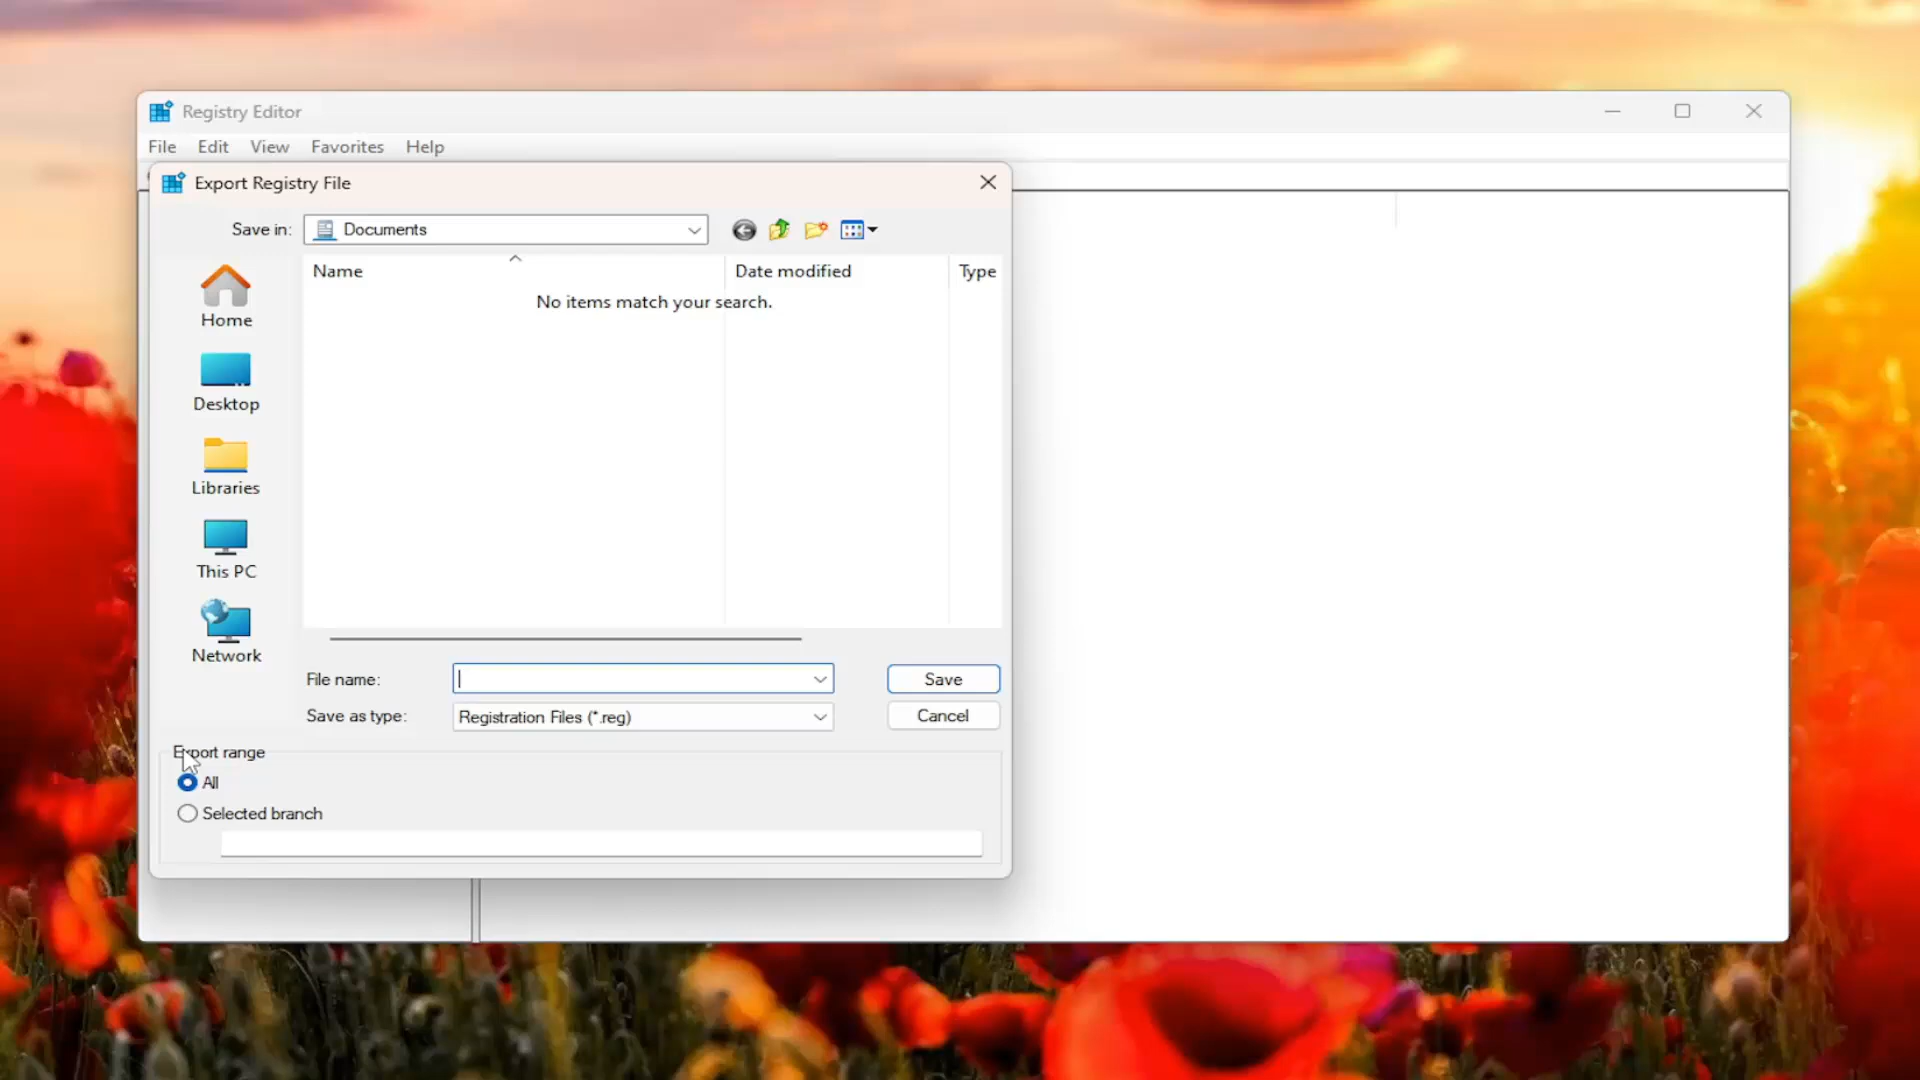 Registry Editor
File Edit View Favorites Help
Export Registry File
Save in: Documents
Name Date modified Type
No items match your search.
Home
Desktop
Libraries
This PC
Network
File name: Save
Save as type: Registration Files (*.reg) Cancel
Export range
All
Selected branch